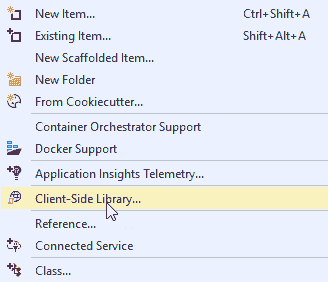 New Item... Ctrl+Shift+A
Existing Item... Shift+Alt+A
New Scaffolded Item...
New Folder
From Cookiecutter...
Container Orchestrator Support
Docker Support
Application Insights Telemetry...
Client-Side Library...
Reference...
Connected Service
Class...